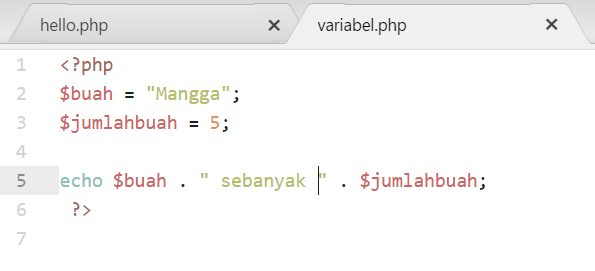 hello.php × variabel.php ×
1 <?php
2 $buah = "Mangga";
3 $jumlahbuah = 5;
4
5 echo $buah . " sebanyak " . $jumlahbuah;
6 ?>
7